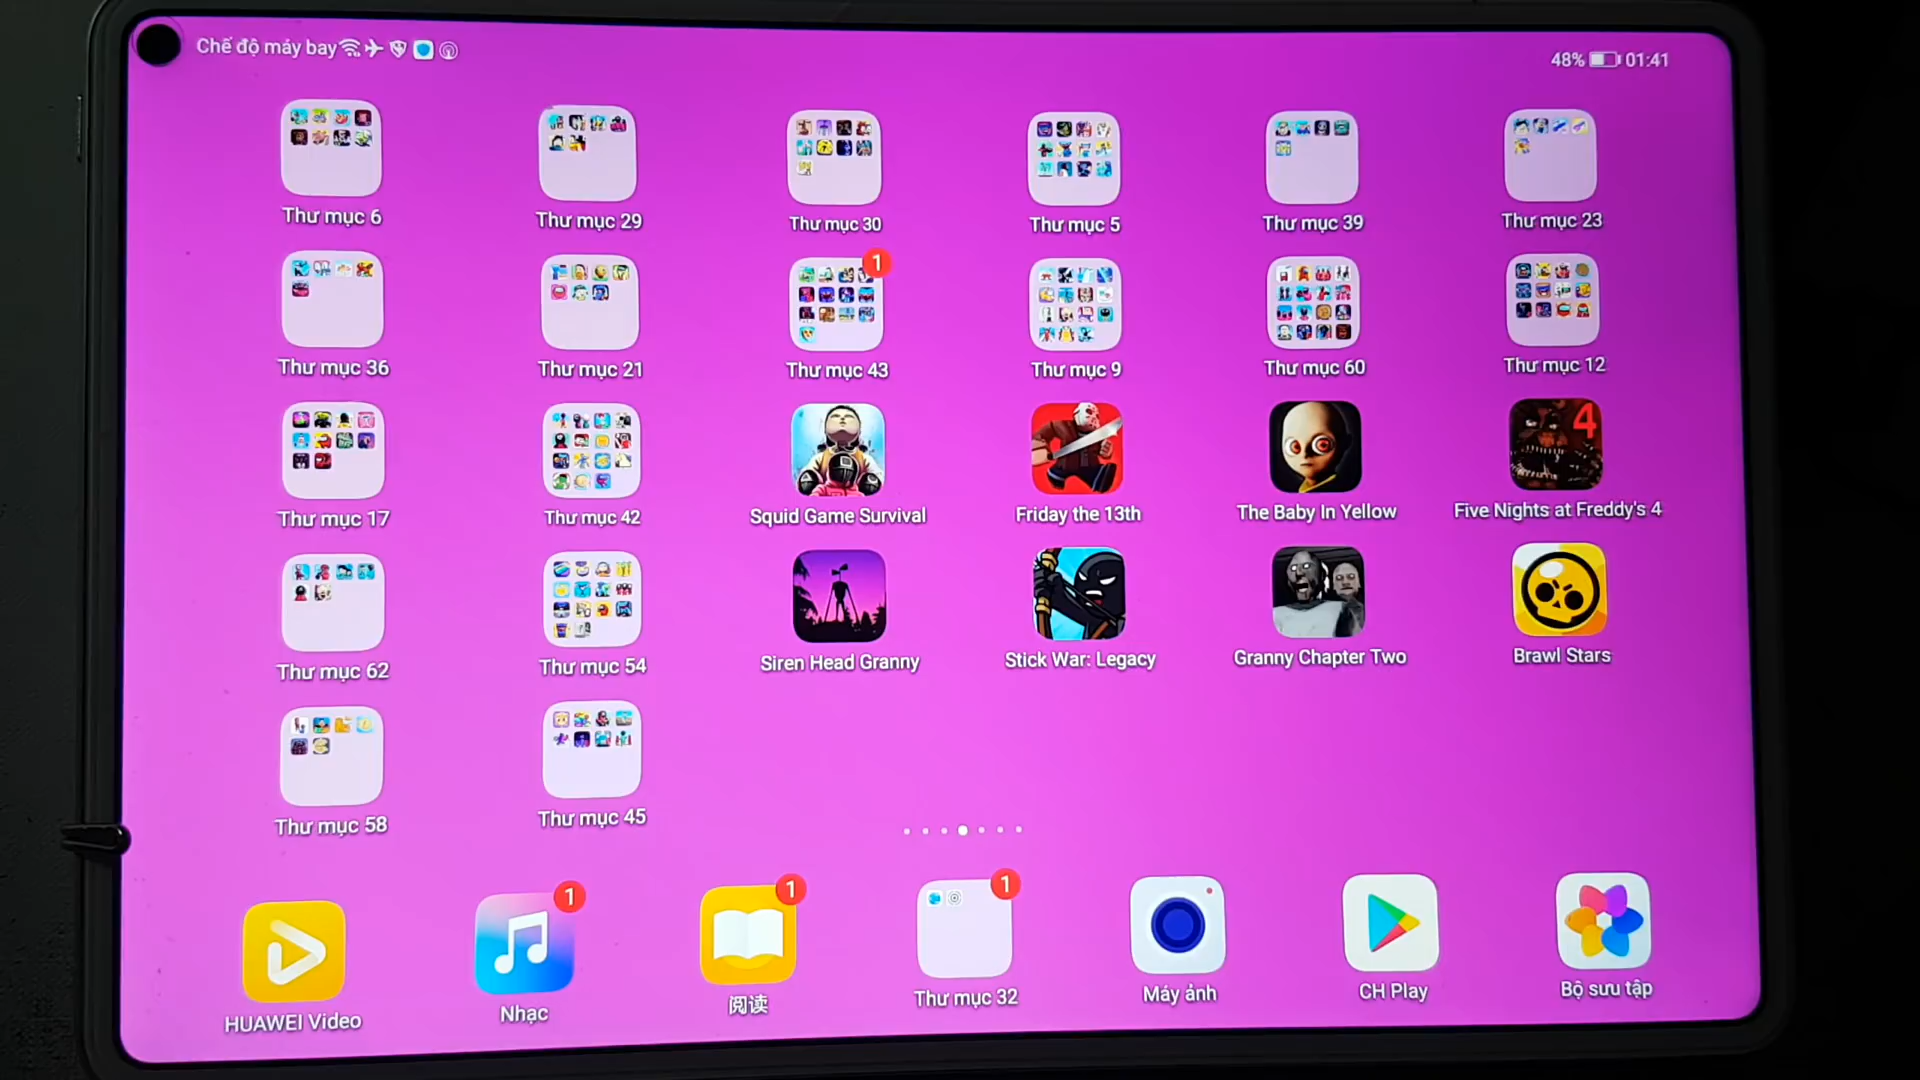 Chế độ máy bay
48% 01:41
Thư mục 6
Thư mục 29
Thư mục 30
Thư mục 5
Thư mục 39
Thư mục 23
1
Thư mục 36
Thư mục 21
Thư mục 43
Thư mục 9
Thư mục 60
Thư mục 12
4
Thư mục 17
Thư mục 42
Squid Game Survival
Friday the 13th
The Baby In Yellow
Five Nights at Freddy's 4
Thư mục 62
Thư mục 54
Siren Head Granny
Stick War: Legacy
Granny Chapter Two
Brawl Stars
Thư mục 58
Thư mục 45
1
1
1
HUAWEI Video
Nhạc
阅读
Thư mục 32
Máy ảnh
CH Play
Bộ sưu tập